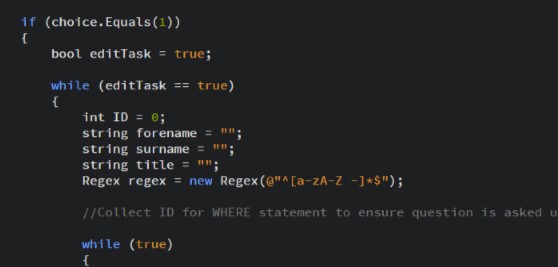 if (choice.Equals(1))
{
bool editTask = true;
while (editTask == true)
{
int ID = 0;
string forename = "";
string surname = "";
string title = "";
Regex regex = new Regex(@"^[a-zA-Z -]*$");
//Collect ID for WHERE statement to ensure question is asked u
while (true)
{